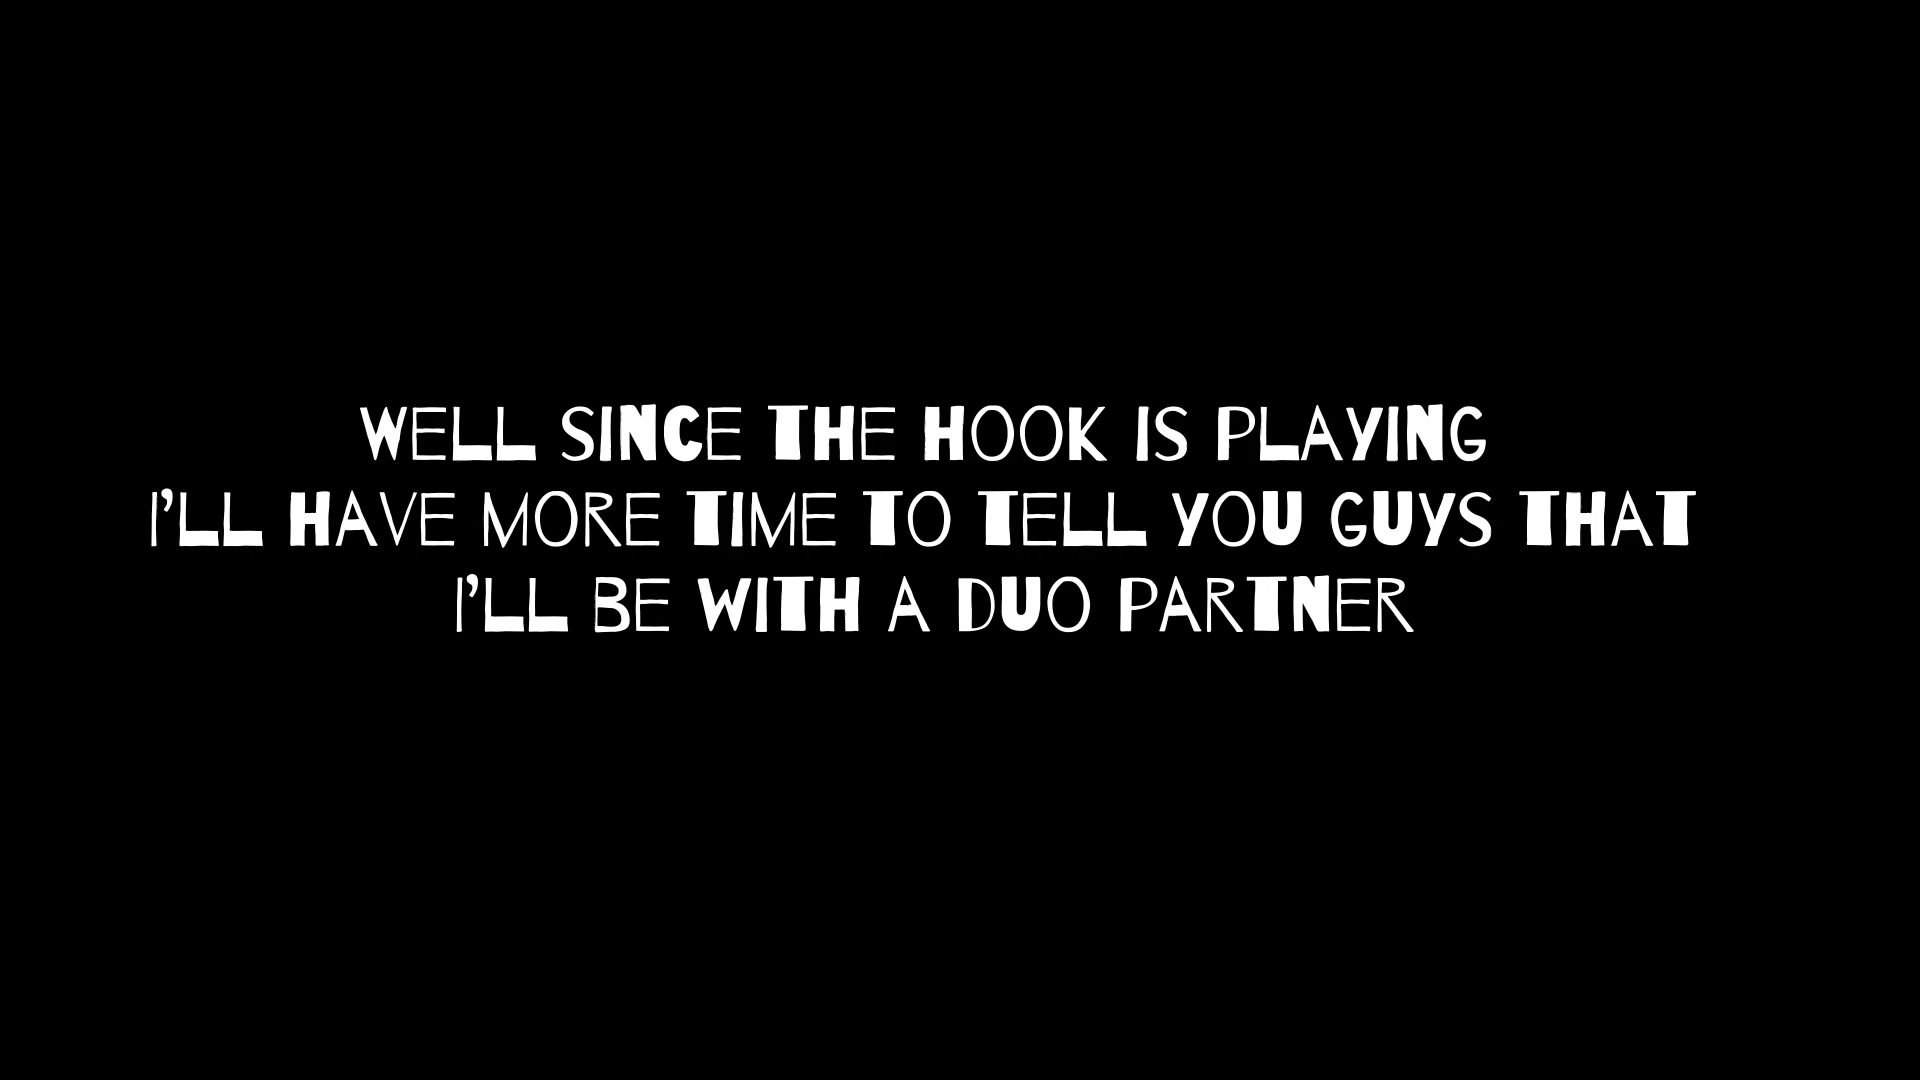 WELL SINCE THE HOOK IS PLAYING
I'LL HAVE MORE TIME TO TELL YOU GUYS THAT
I'LL BE WITH A DUO PARTNER